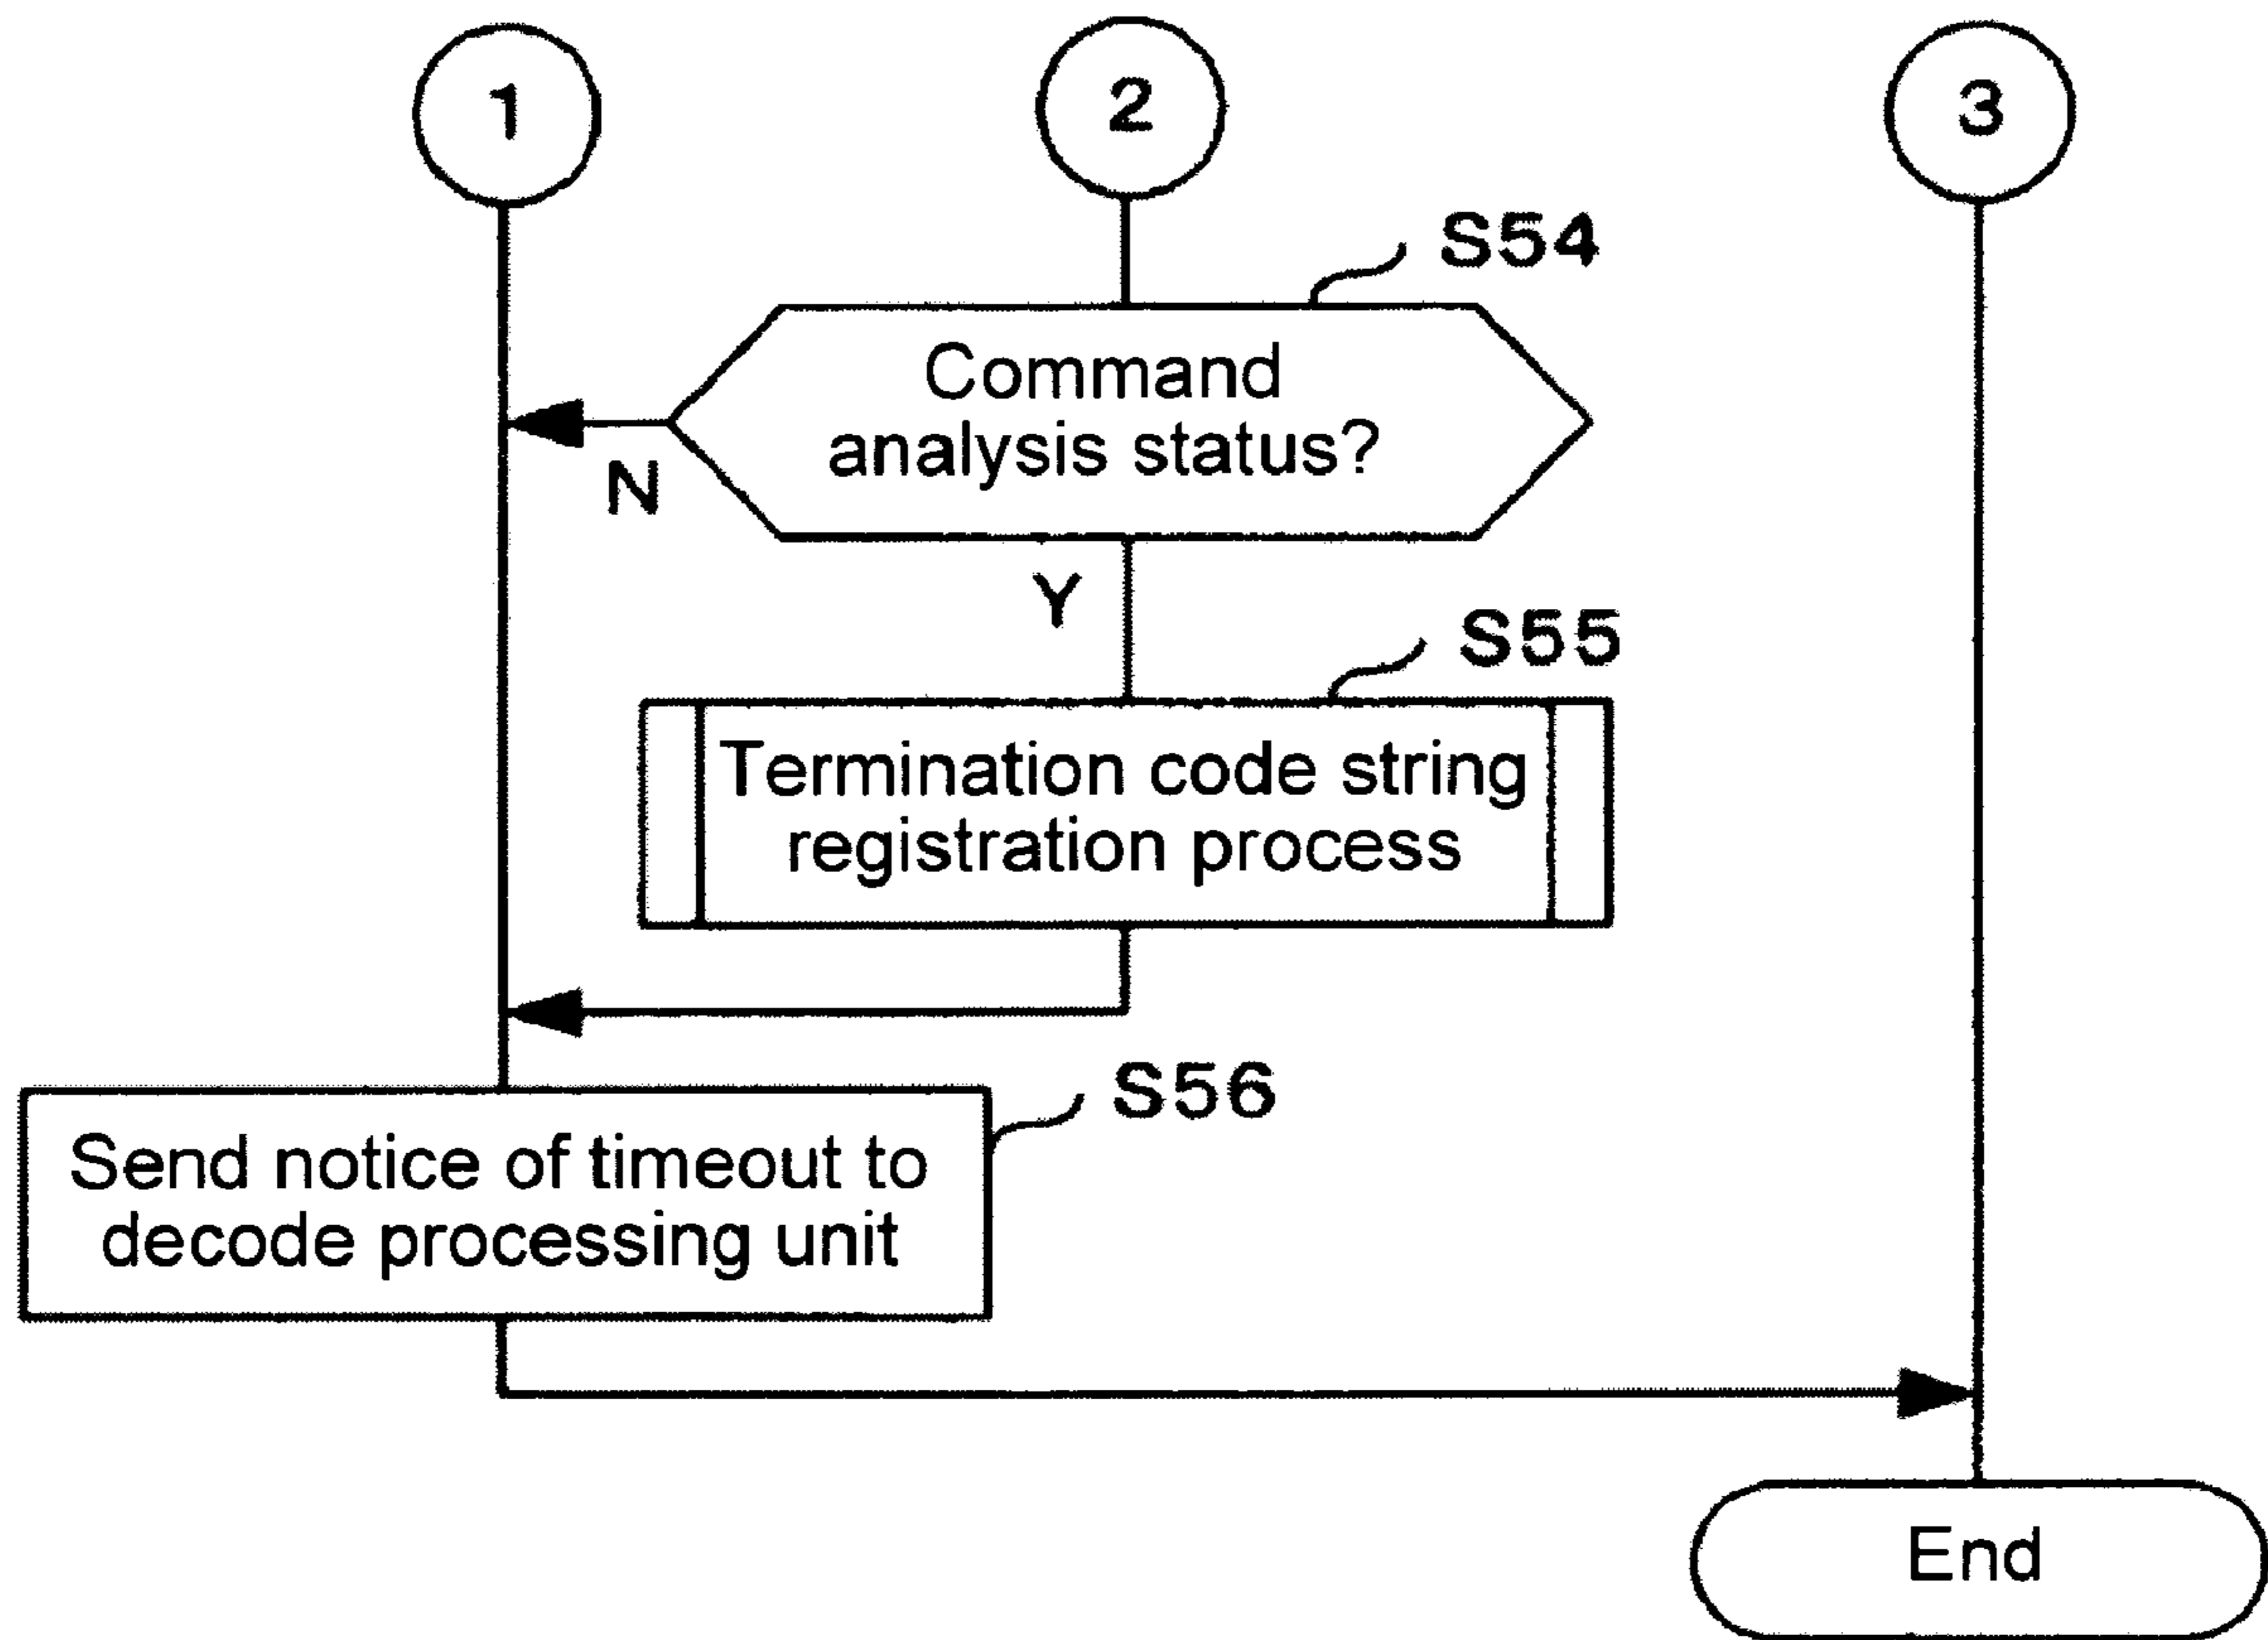 1
2
3
S54
Command
analysis status?
N
Y
S55
Termination code string
registration process
S56
Send notice of timeout to
decode processing unit
End